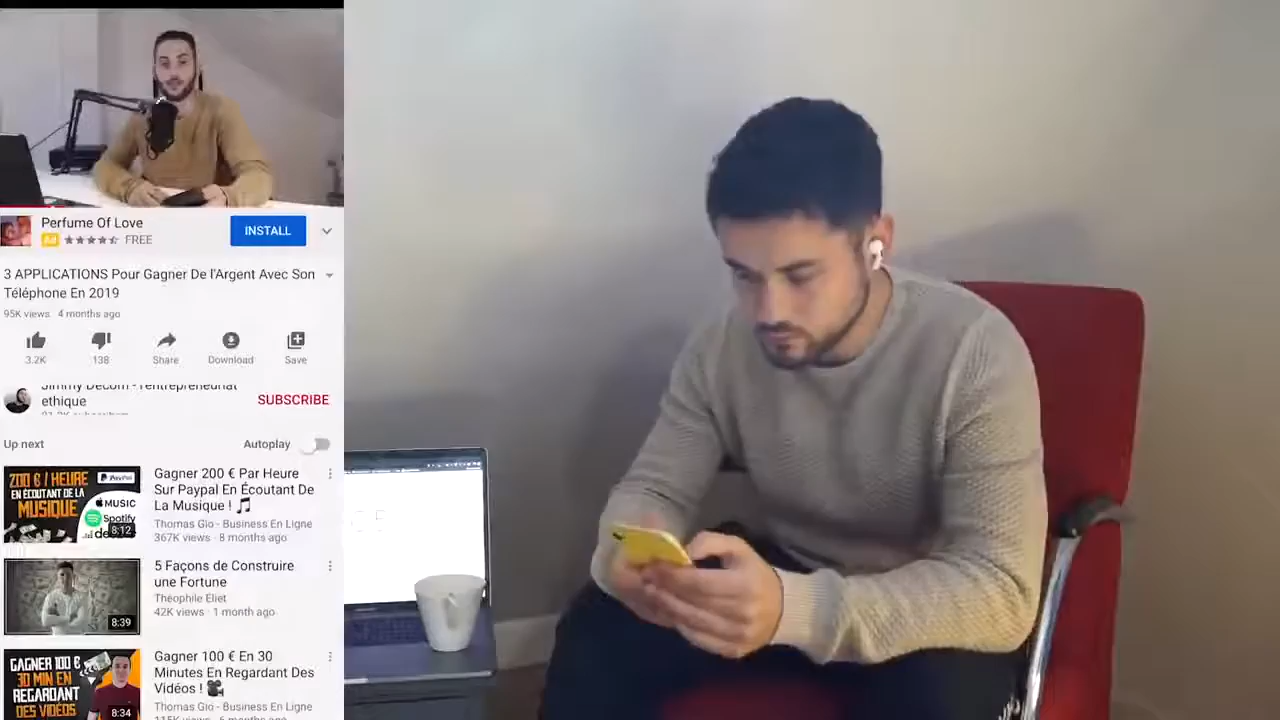 Perfume Of Love
INSTALL
Ad
FREE
3 APPLICATIONS Pour Gagner De l'Argent Avec Son
Téléphone En 2019
95K views · 4 months ago
3.2K
138
Share
Download
Save
Jimmy Decom - l'entrepreneuriat
ethique
SUBSCRIBE
Up next
Autoplay
200 € / HEURE
EN ÉCOUTANT DE LA
MUSIQUE
PayPal
MUSIC
Spotify
8:12
Gagner 200 € Par Heure
Sur Paypal En Écoutant De
La Musique !
Thomas Gio - Business En Ligne
367K views · 8 months ago
8:39
5 Façons de Construire
une Fortune
Théophile Eliet
42K views · 1 month ago
GAGNER 100 €
30 MIN EN
REGARDANT
DES VIDÉOS
8:34
Gagner 100 € En 30
Minutes En Regardant Des
Vidéos !
Thomas Gio - Business En Ligne
115K views · 6 months ago